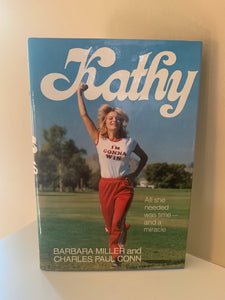 Kathy
I'M
GONNA
WIN
All she
needed
was time—
and a
miracle
BARBARA MILLER and
CHARLES PAUL CONN